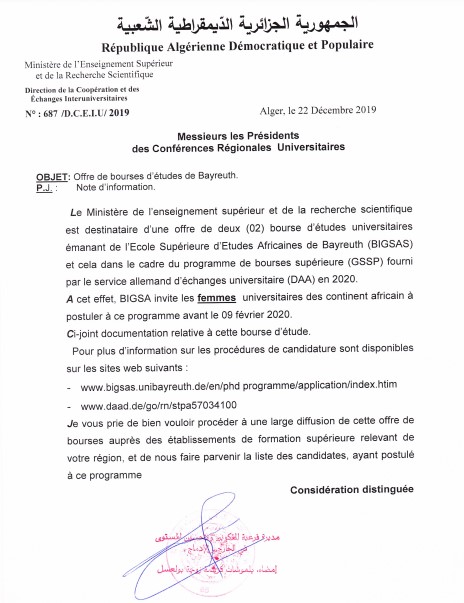 الجمهورية الجزائرية الديمقراطية الشعبية
République Algérienne Démocratique et Populaire
Ministère de l'Enseignement Supérieur
et de la Recherche Scientifique
Direction de la Coopération et des
Échanges Interuniversitaires
N° : 687 /D.C.E.I.U/ 2019
Alger, le 22 Décembre 2019
Messieurs les Présidents
des Conférences Régionales Universitaires
OBJET: Offre de bourses d'études de Bayreuth.
P.J. : Note d'information.
Le Ministère de l'enseignement supérieur et de la recherche scientifique
est destinataire d'une offre de deux (02) bourse d'études universitaires
émanant de l'Ecole Supérieure d'Etudes Africaines de Bayreuth (BIGSAS)
et cela dans le cadre du programme de bourses supérieure (GSSP) fourni
par le service allemand d'échanges universitaire (DAA) en 2020.
A cet effet, BIGSA invite les femmes universitaires des continent africain à
postuler à ce programme avant le 09 février 2020.
Ci-joint documentation relative à cette bourse d'étude.
Pour plus d'information sur les procédures de candidature sont disponibles
sur les sites web suivants :
- www.bigsas.unibayreuth.de/en/phd programme/application/index.htm
- www.daad.de/go/rn/stpa57034100
Je vous prie de bien vouloir procéder à une large diffusion de cette offre de
bourses auprès des établissements de formation supérieure relevant de
votre région, et de nous faire parvenir la liste des candidates, ayant postulé
à ce programme
Considération distinguée
مديرة فرعية للتكوين
في الخارج
إمضاء: